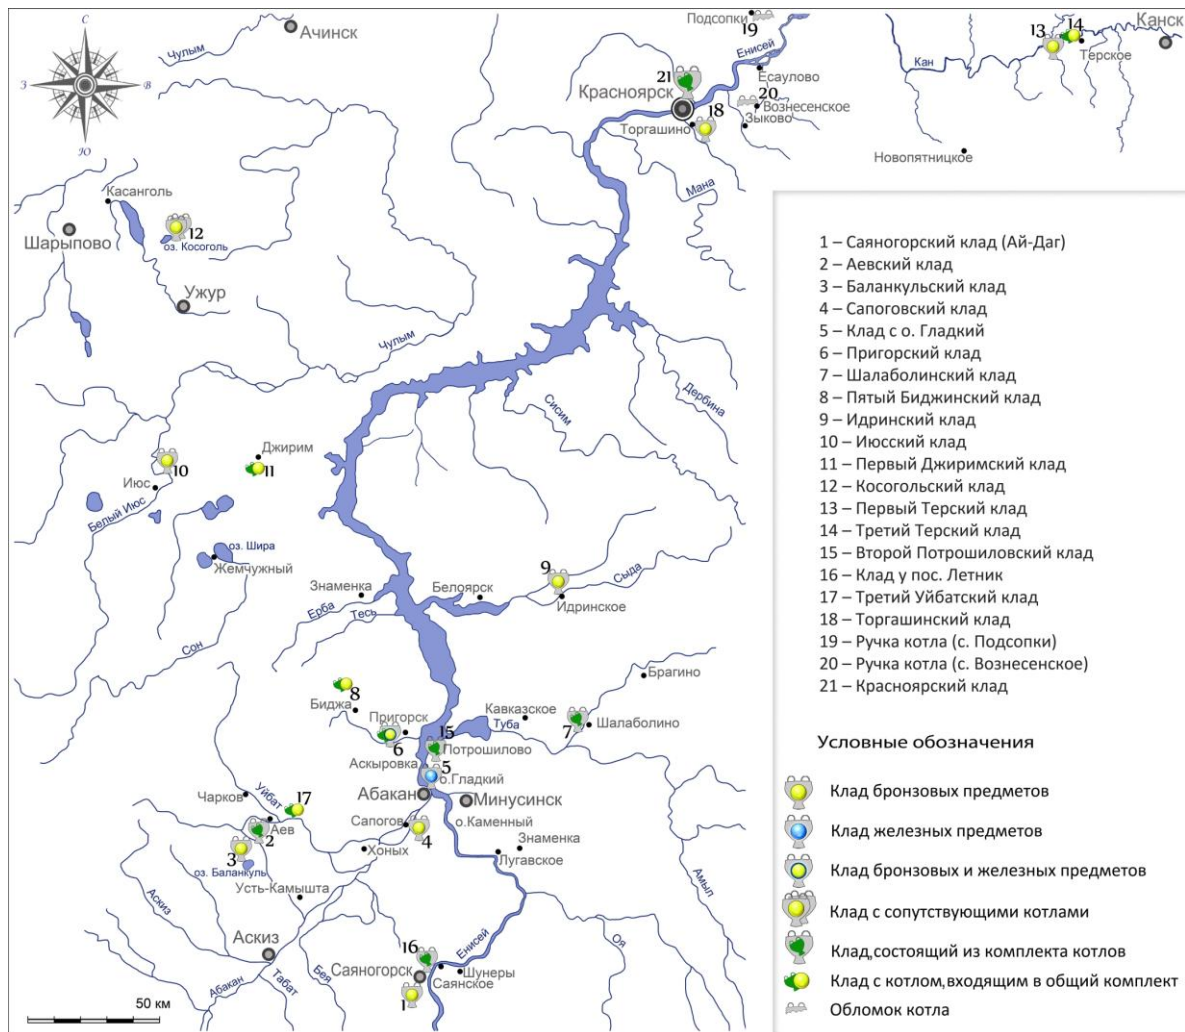 С
З
В
Ю
Ачинск
Чулым
Подсопки
19
Енисей
Есаулово
21
Красноярск
20
Вознесенское
18
Торгашино
Зыково
Мана
13
14
Канск
Терское
Кан
Новопятницкое
Касанголь
12
оз. Косоголь
Шарыпово
Ужур
Чулым
Сисим
Дербина
Джирим
10
11
Июс
Белый Июс
оз. Шира
Жемчужный
Сон
Знаменка
Ерба
Тесь
Белоярск
9
Сыда
Идринское
8
Биджа
Пригорск
6
Аскыровка
15
Потрошилово
Кавказское
Туба
7
Шалаболино
Брагино
5
о.Гладкий
Абакан
Минусинск
о.Каменный
Чарков
Уйбат
17
Аев
2
3
оз. Баланкуль
Сапогов
4
Хоных
Знаменка
Лугавское
Усть-Камышта
Аскиз
Аскиз
Абакан
Табат
Бея
16
Енисей
Саяногорск
Саянское
Шунеры
1
Оя
Амыл
50 км
1 – Саяногорский клад (Ай-Даг)
2 – Аевский клад
3 – Баланкульский клад
4 – Сапоговский клад
5 – Клад с о. Гладкий
6 – Пригорский клад
7 – Шалаболинский клад
8 – Пятый Биджинский клад
9 – Идринский клад
10 – Июсский клад
11 – Первый Джиримский клад
12 – Косогольский клад
13 – Первый Терский клад
14 – Третий Терский клад
15 – Второй Потрошиловский клад
16 – Клад у пос. Летник
17 – Третий Уйбатский клад
18 – Торгашинский клад
19 – Ручка котла (с. Подсопки)
20 – Ручка котла (с. Вознесенское)
21 – Красноярский клад
Условные обозначения
Клад бронзовых предметов
Клад железных предметов
Клад бронзовых и железных предметов
Клад с сопутствующими котлами
Клад,состоящий из комплекта котлов
Клад с котлом,входящим в общий комплект
Обломок котла